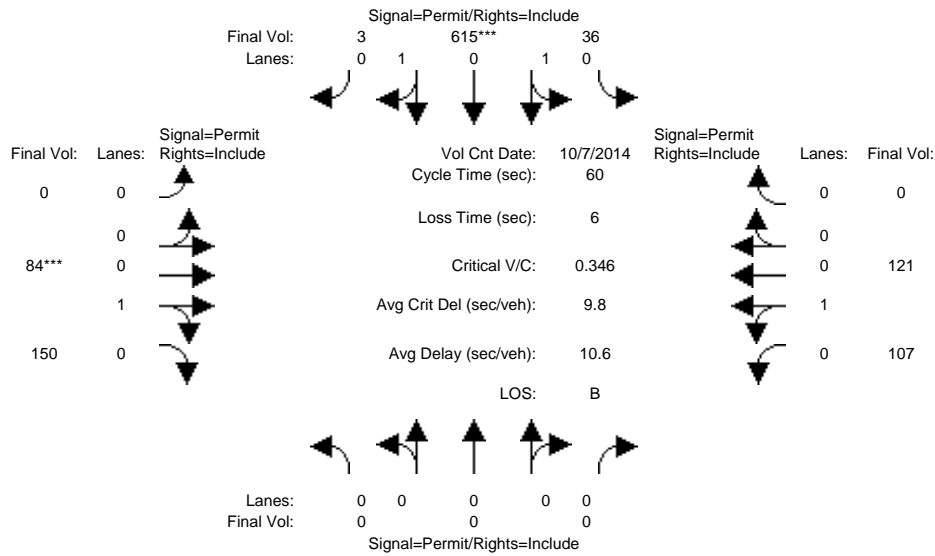 Signal=Permit/Rights=Include
Final Vol: 3 615*** 36
Lanes: 0 1 0 1 0
Signal=Permit Signal=Permit
Final Vol: Lanes: Rights=Include Vol Cnt Date: 10/7/2014 Rights=Include Lanes: Final Vol:
Cycle Time (sec): 60
0 0 0 0
Loss Time (sec): 6
0 0
84*** 0 Critical V/C: 0.346 0 121
1 Avg Crit Del (sec/veh): 9.8 1
150 0 Avg Delay (sec/veh): 10.6 0 107
LOS: B
Lanes: 0 0 0 0 0
Final Vol: 0 0 0
Signal=Permit/Rights=Include